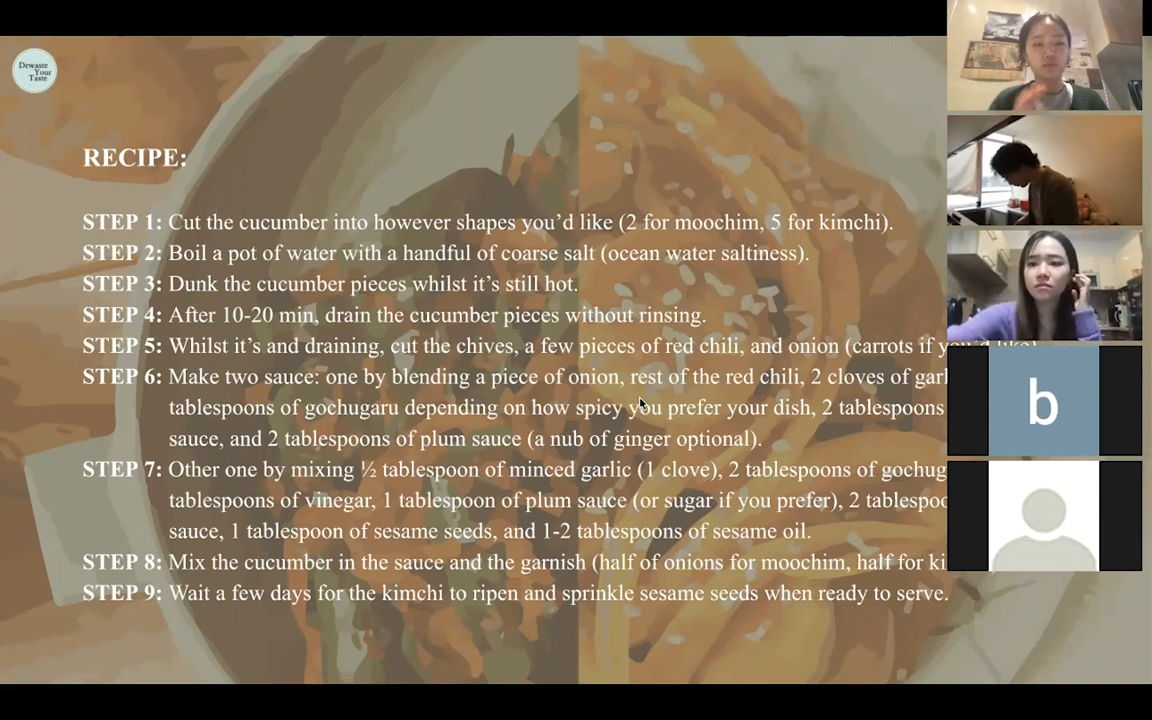 Dewaste
Your
Taste
RECIPE:
STEP 1: Cut the cucumber into however shapes you’d like (2 for moochim, 5 for kimchi).
STEP 2: Boil a pot of water with a handful of coarse salt (ocean water saltiness).
STEP 3: Dunk the cucumber pieces whilst it’s still hot.
STEP 4: After 10-20 min, drain the cucumber pieces without rinsing.
STEP 5: Whilst it’s and draining, cut the chives, a few pieces of red chili, and onion (carrots if you’d like).
STEP 6: Make two sauce: one by blending a piece of onion, rest of the red chili, 2 cloves of
tablespoons of gochugaru depending on how spicy you prefer your dish, 2 tablespoons
sauce, and 2 tablespoons of plum sauce (a nub of ginger optional).
STEP 7: Other one by mixing ½ tablespoon of minced garlic (1 clove), 2 tablespoons of
tablespoons of vinegar, 1 tablespoon of plum sauce (or sugar if you prefer), 2
sauce, 1 tablespoon of sesame seeds, and 1-2 tablespoons of sesame oil.
STEP 8: Mix the cucumber in the sauce and the garnish (half of onions for moochim, half for
STEP 9: Wait a few days for the kimchi to ripen and sprinkle sesame seeds when ready to serve.
b